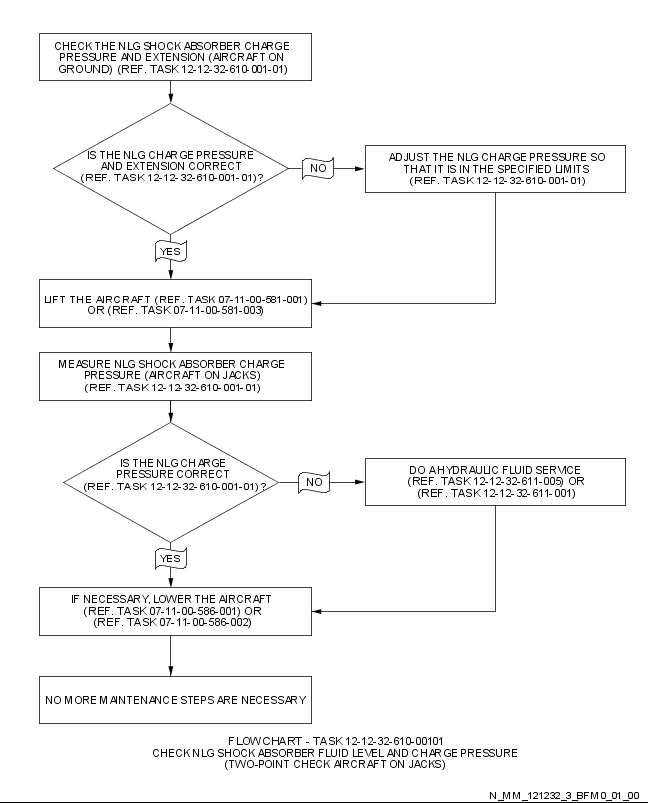 CHECK THE NLG SHOCK ABSORBER CHARGE
PRESSURE AND EXTENSION (AIRCRAFT ON
GROUND) (REF. TASK 12-12-32-610-001-01)
IS THE NLG CHARGE PRESSURE
AND EXTENSION CORRECT
(REF. TASK 12-12-32-610-001-01)?
NO
ADJUST THE NLG CHARGE PRESSURE SO
THAT IT IS IN THE SPECIFIED LIMITS
(REF. TASK 12-12-32-610-001-01)
YES
LIFT THE AIRCRAFT (REF. TASK 07-11-00-581-001)
OR (REF. TASK 07-11-00-581-003)
MEASURE NLG SHOCK ABSORBER CHARGE
PRESSURE (AIRCRAFT ON JACKS)
(REF. TASK 12-12-32-610-001-01)
IS THE NLG CHARGE
PRESSURE CORRECT
(REF. TASK 12-12-32-610-001-01)?
NO
DO A HYDRAULIC FLUID SERVICE
(REF. TASK 12-12-32-611-005) OR
(REF. TASK 12-12-32-611-001)
YES
IF NECESSARY, LOWER THE AIRCRAFT
(REF. TASK 07-11-00-586-001) OR
(REF. TASK 07-11-00-586-002)
NO MORE MAINTENANCE STEPS ARE NECESSARY
FLOWCHART - TASK 12-12-32-610-00101
CHECK NLG SHOCK ABSORBER FLUID LEVEL AND CHARGE PRESSURE
(TWO-POINT CHECK AIRCRAFT ON JACKS)
N_MM_121232_3_BFM0_01_00